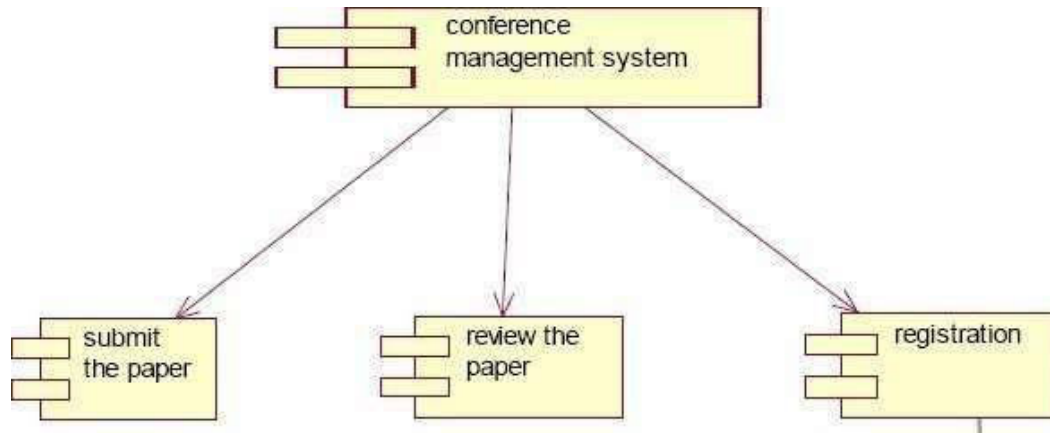 conference
management system
submit
the paper
review the
paper
registration